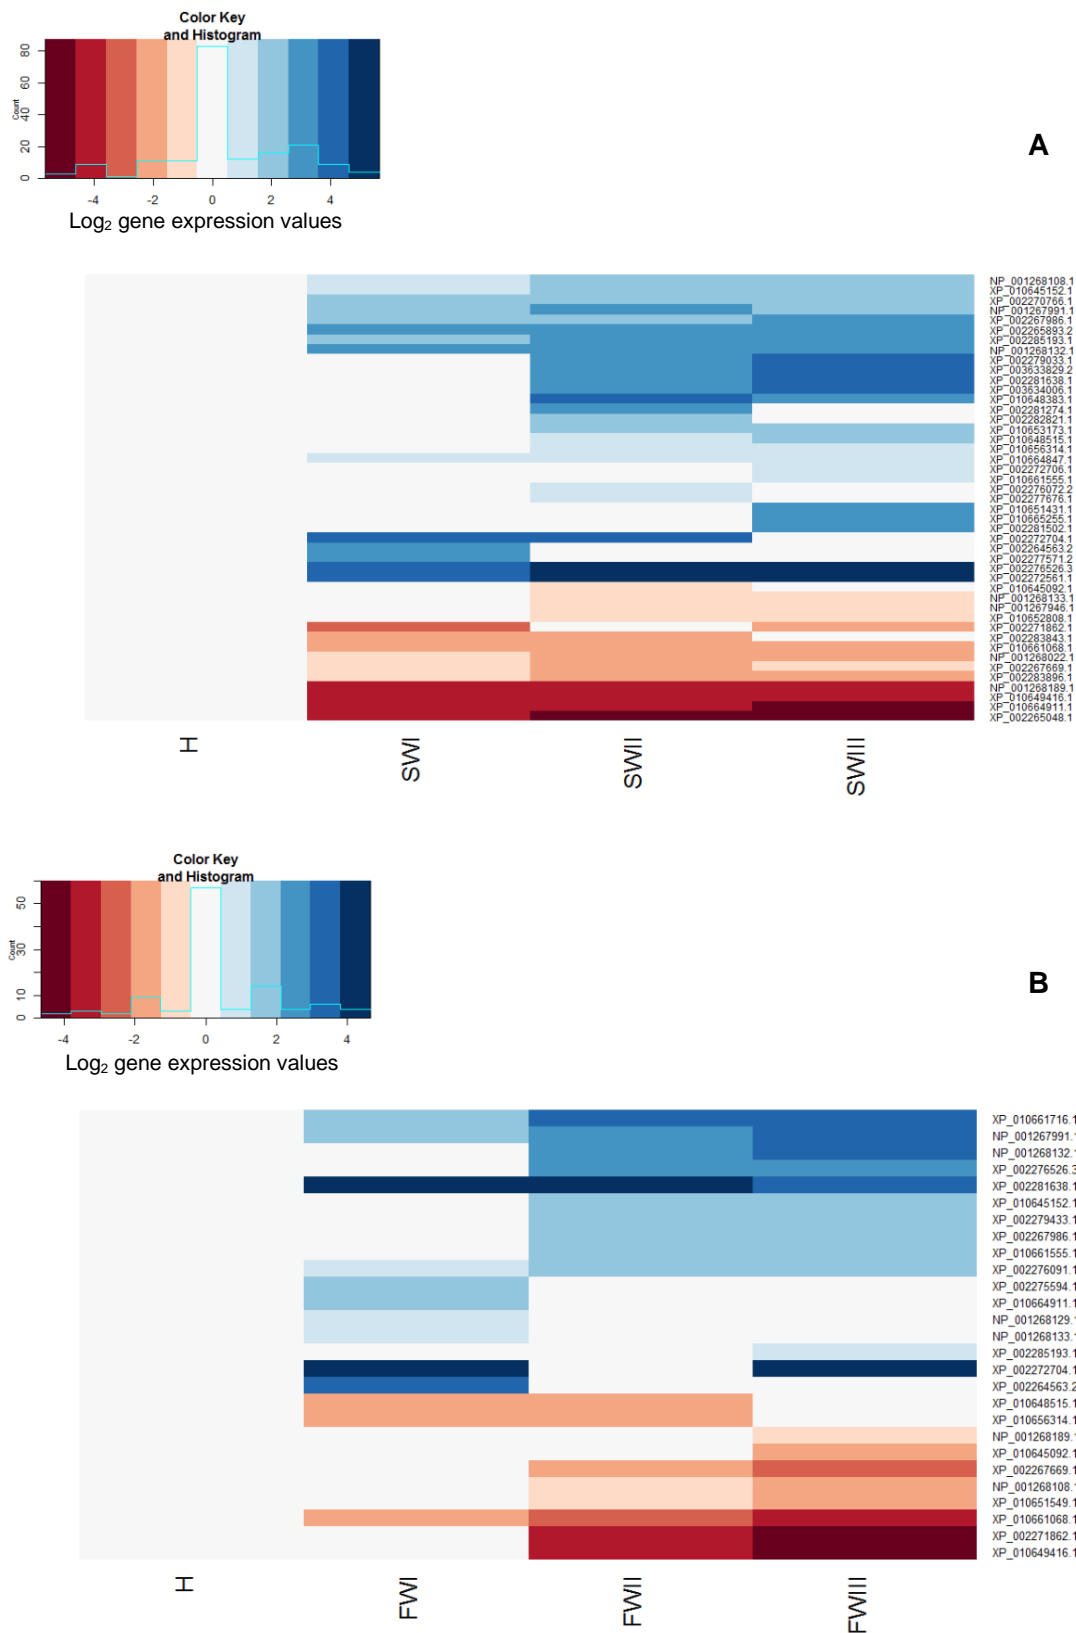 Color Key
and Histogram
80
60
40
20
0
Count
-4 -2 0 2 4
Log₂ gene expression values
A
NP_001268108.1
XP_010645152.1
XP_002270766.1
NP_001267991.1
XP_002267986.1
XP_002265893.2
XP_002285193.1
NP_001268132.1
XP_002279033.1
XP_003633829.2
XP_002281638.1
XP_003634006.1
XP_010648383.1
XP_002281274.1
XP_002282821.1
XP_010653173.1
XP_010648515.1
XP_010656314.1
XP_010664847.1
XP_002272706.1
XP_010661555.1
XP_002276072.2
XP_002277676.1
XP_010651431.1
XP_010665255.1
XP_002281502.1
XP_002272704.1
XP_002264563.2
XP_002277571.2
XP_002276526.3
XP_002272561.1
XP_010645092.1
NP_001268133.1
NP_001267946.1
XP_010652808.1
XP_002271862.1
XP_002283843.1
XP_010661068.1
NP_001268022.1
XP_002267669.1
XP_002283896.1
NP_001268189.1
XP_010649416.1
XP_010664911.1
XP_002265048.1
H SWI SWII SWIII
Color Key
and Histogram
50
30
10
0
Count
-4 -2 0 2 4
Log₂ gene expression values
B
XP_010661716.1
NP_001267991.1
NP_001268132.1
XP_002276526.3
XP_002281638.1
XP_010645152.1
XP_002279433.1
XP_002267986.1
XP_010661555.1
XP_002276091.1
XP_002275594.1
XP_010664911.1
NP_001268129.1
NP_001268133.1
XP_002285193.1
XP_002272704.1
XP_002264563.2
XP_010648515.1
XP_010656314.1
NP_001268189.1
XP_010645092.1
XP_002267669.1
NP_001268108.1
XP_010651549.1
XP_010661068.1
XP_002271862.1
XP_010649416.1
H FWI FWII FWIII